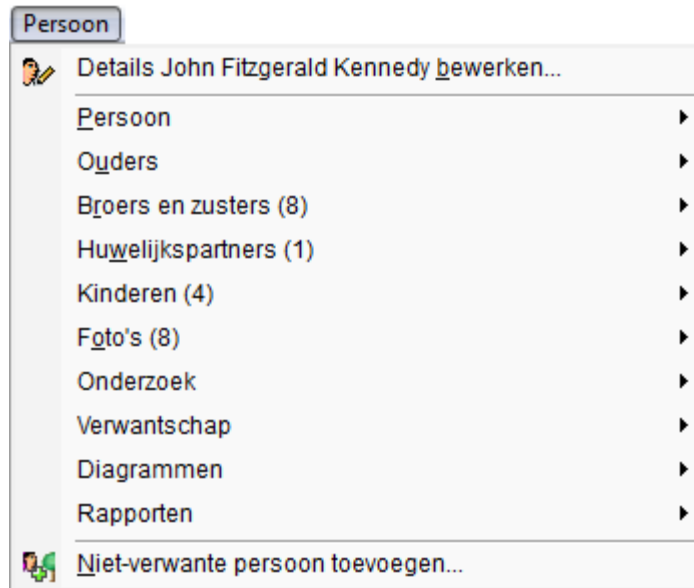 Persoon
Details John Fitzgerald Kennedy bewerken...
Persoon
Ouders
Broers en zusters (8)
Huwelijkspartners (1)
Kinderen (4)
Foto's (8)
Onderzoek
Verwantschap
Diagrammen
Rapporten
Niet-verwante persoon toevoegen...